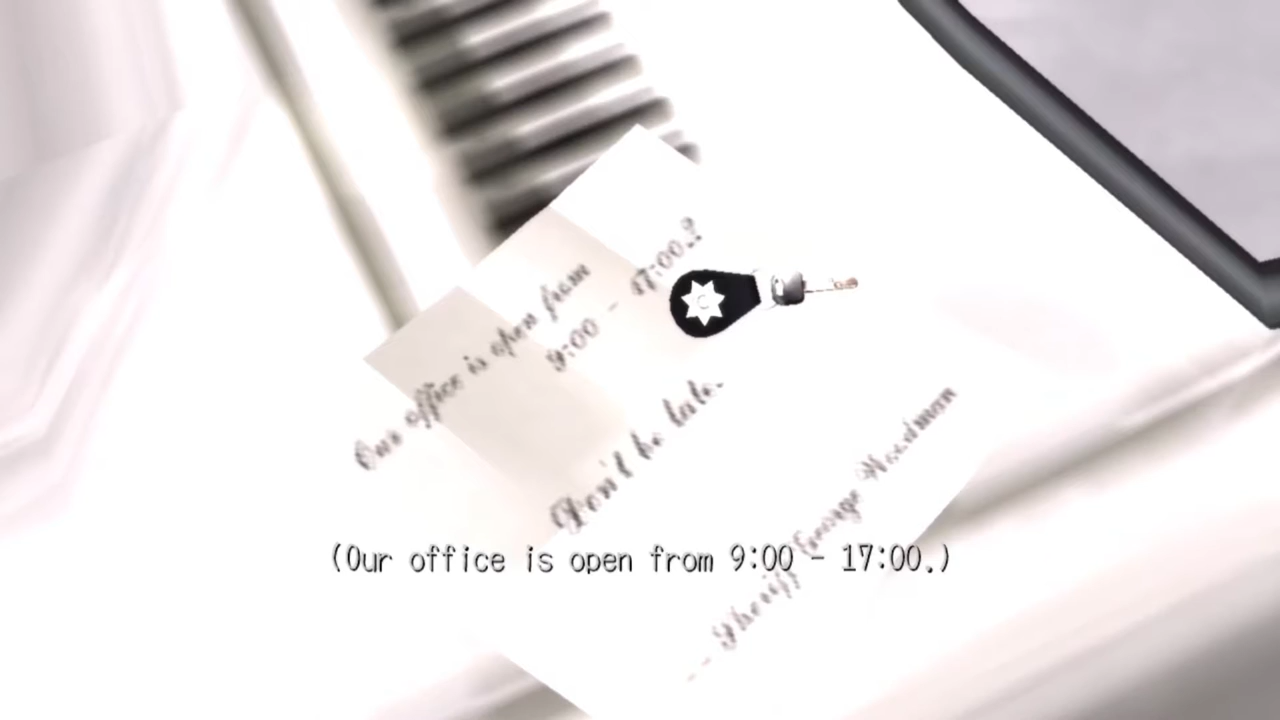 Our office is open from
9:00 - 17:00.
Don't be late.
-- Sheriff George Woodman
(Our office is open from 9:00 - 17:00.)